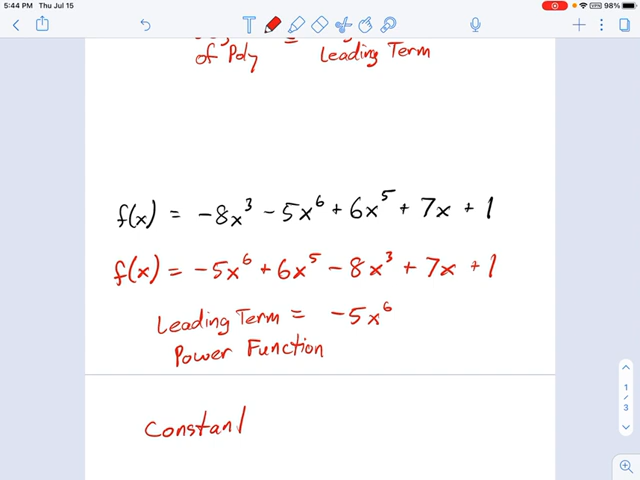 5:44 PM Thu Jul 15
98%
T
of Poly = Leading Term
f(x) = -8x³ - 5x⁶ + 6x⁵ + 7x + 1
f(x) = -5x⁶ + 6x⁵ - 8x³ + 7x + 1
Leading Term = -5x⁶
Power Function
1
/
3
Constan